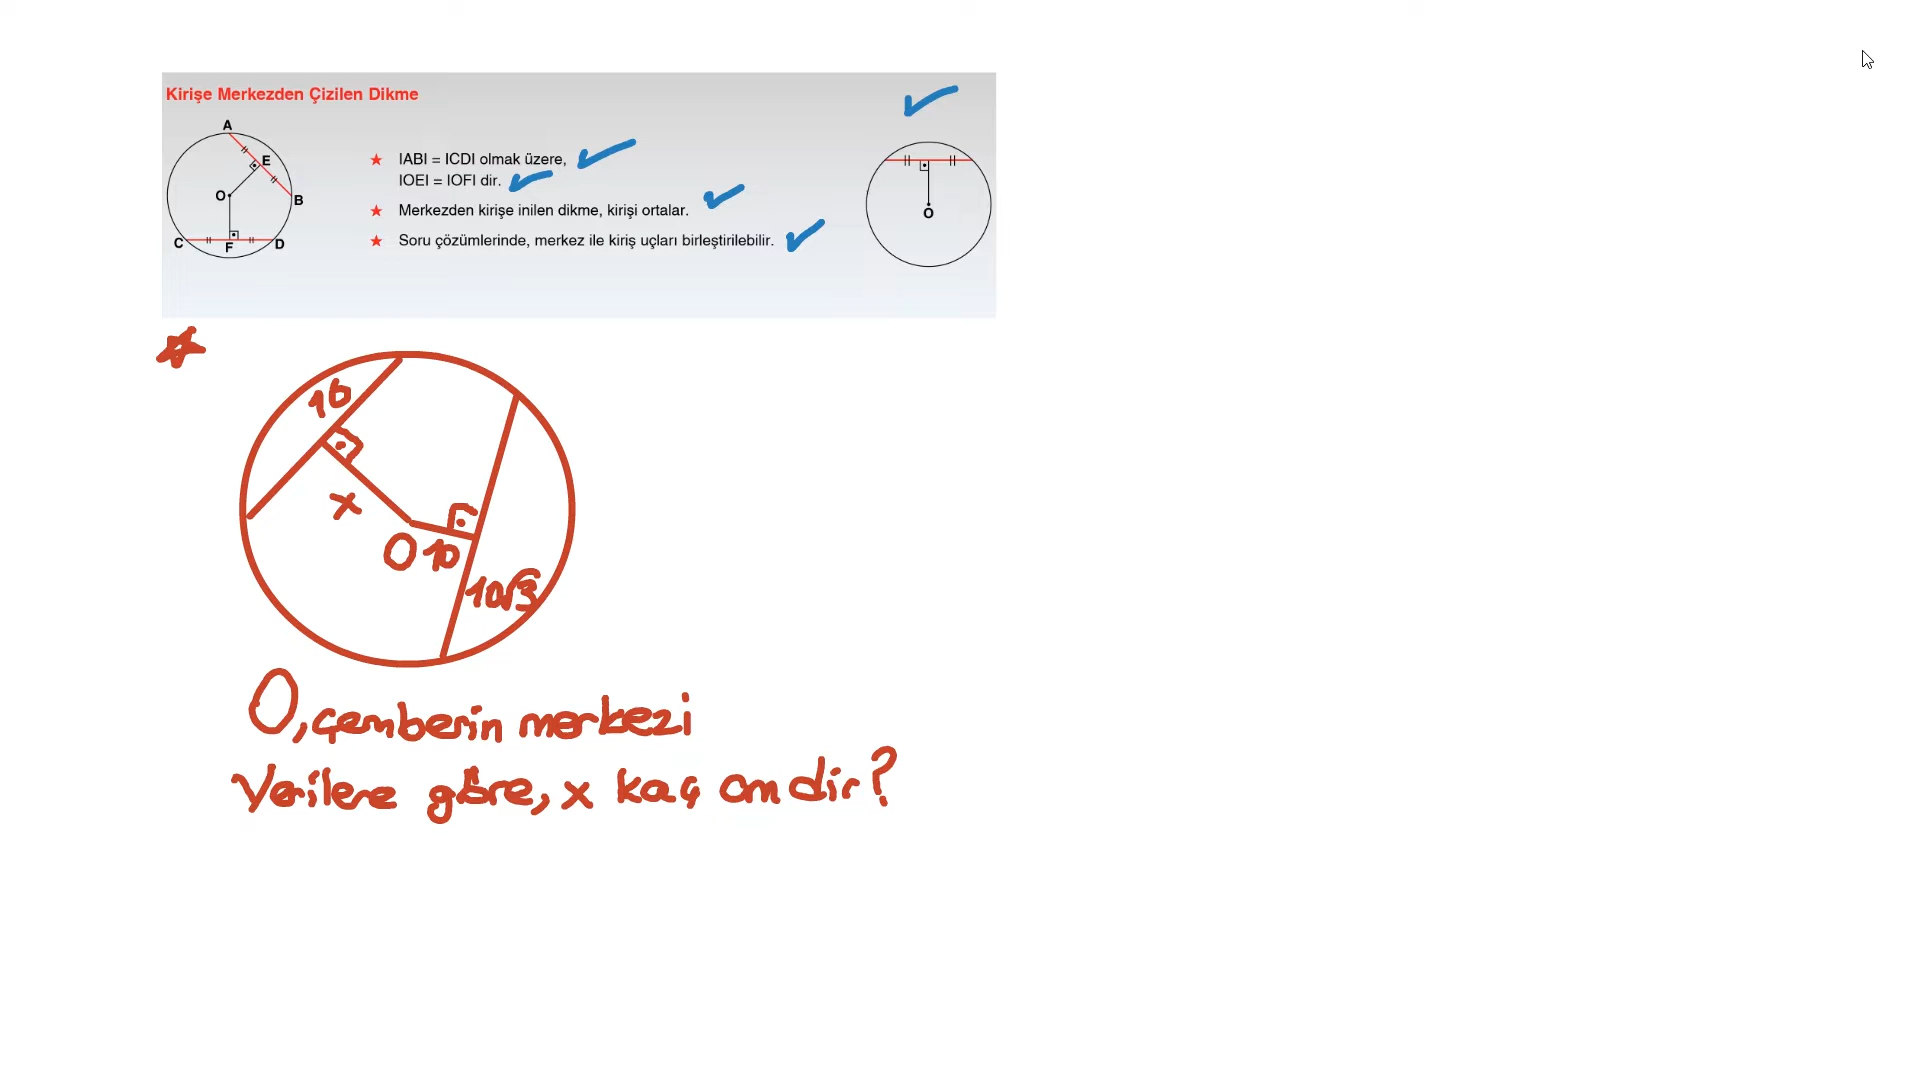 Kirişe Merkezden Çizilen Dikme
A
E
O
B
C
F
D
★ IABI = ICDI olmak üzere,
IOEI = IOFI dir.
★ Merkezden kirişe inilen dikme, kirişi ortalar.
★ Soru çözümlerinde, merkez ile kiriş uçları birleştirilebilir.
O
16
x
O 10
10√3
O, çemberin merkezi
Verilere göre, x kaç cm dir?